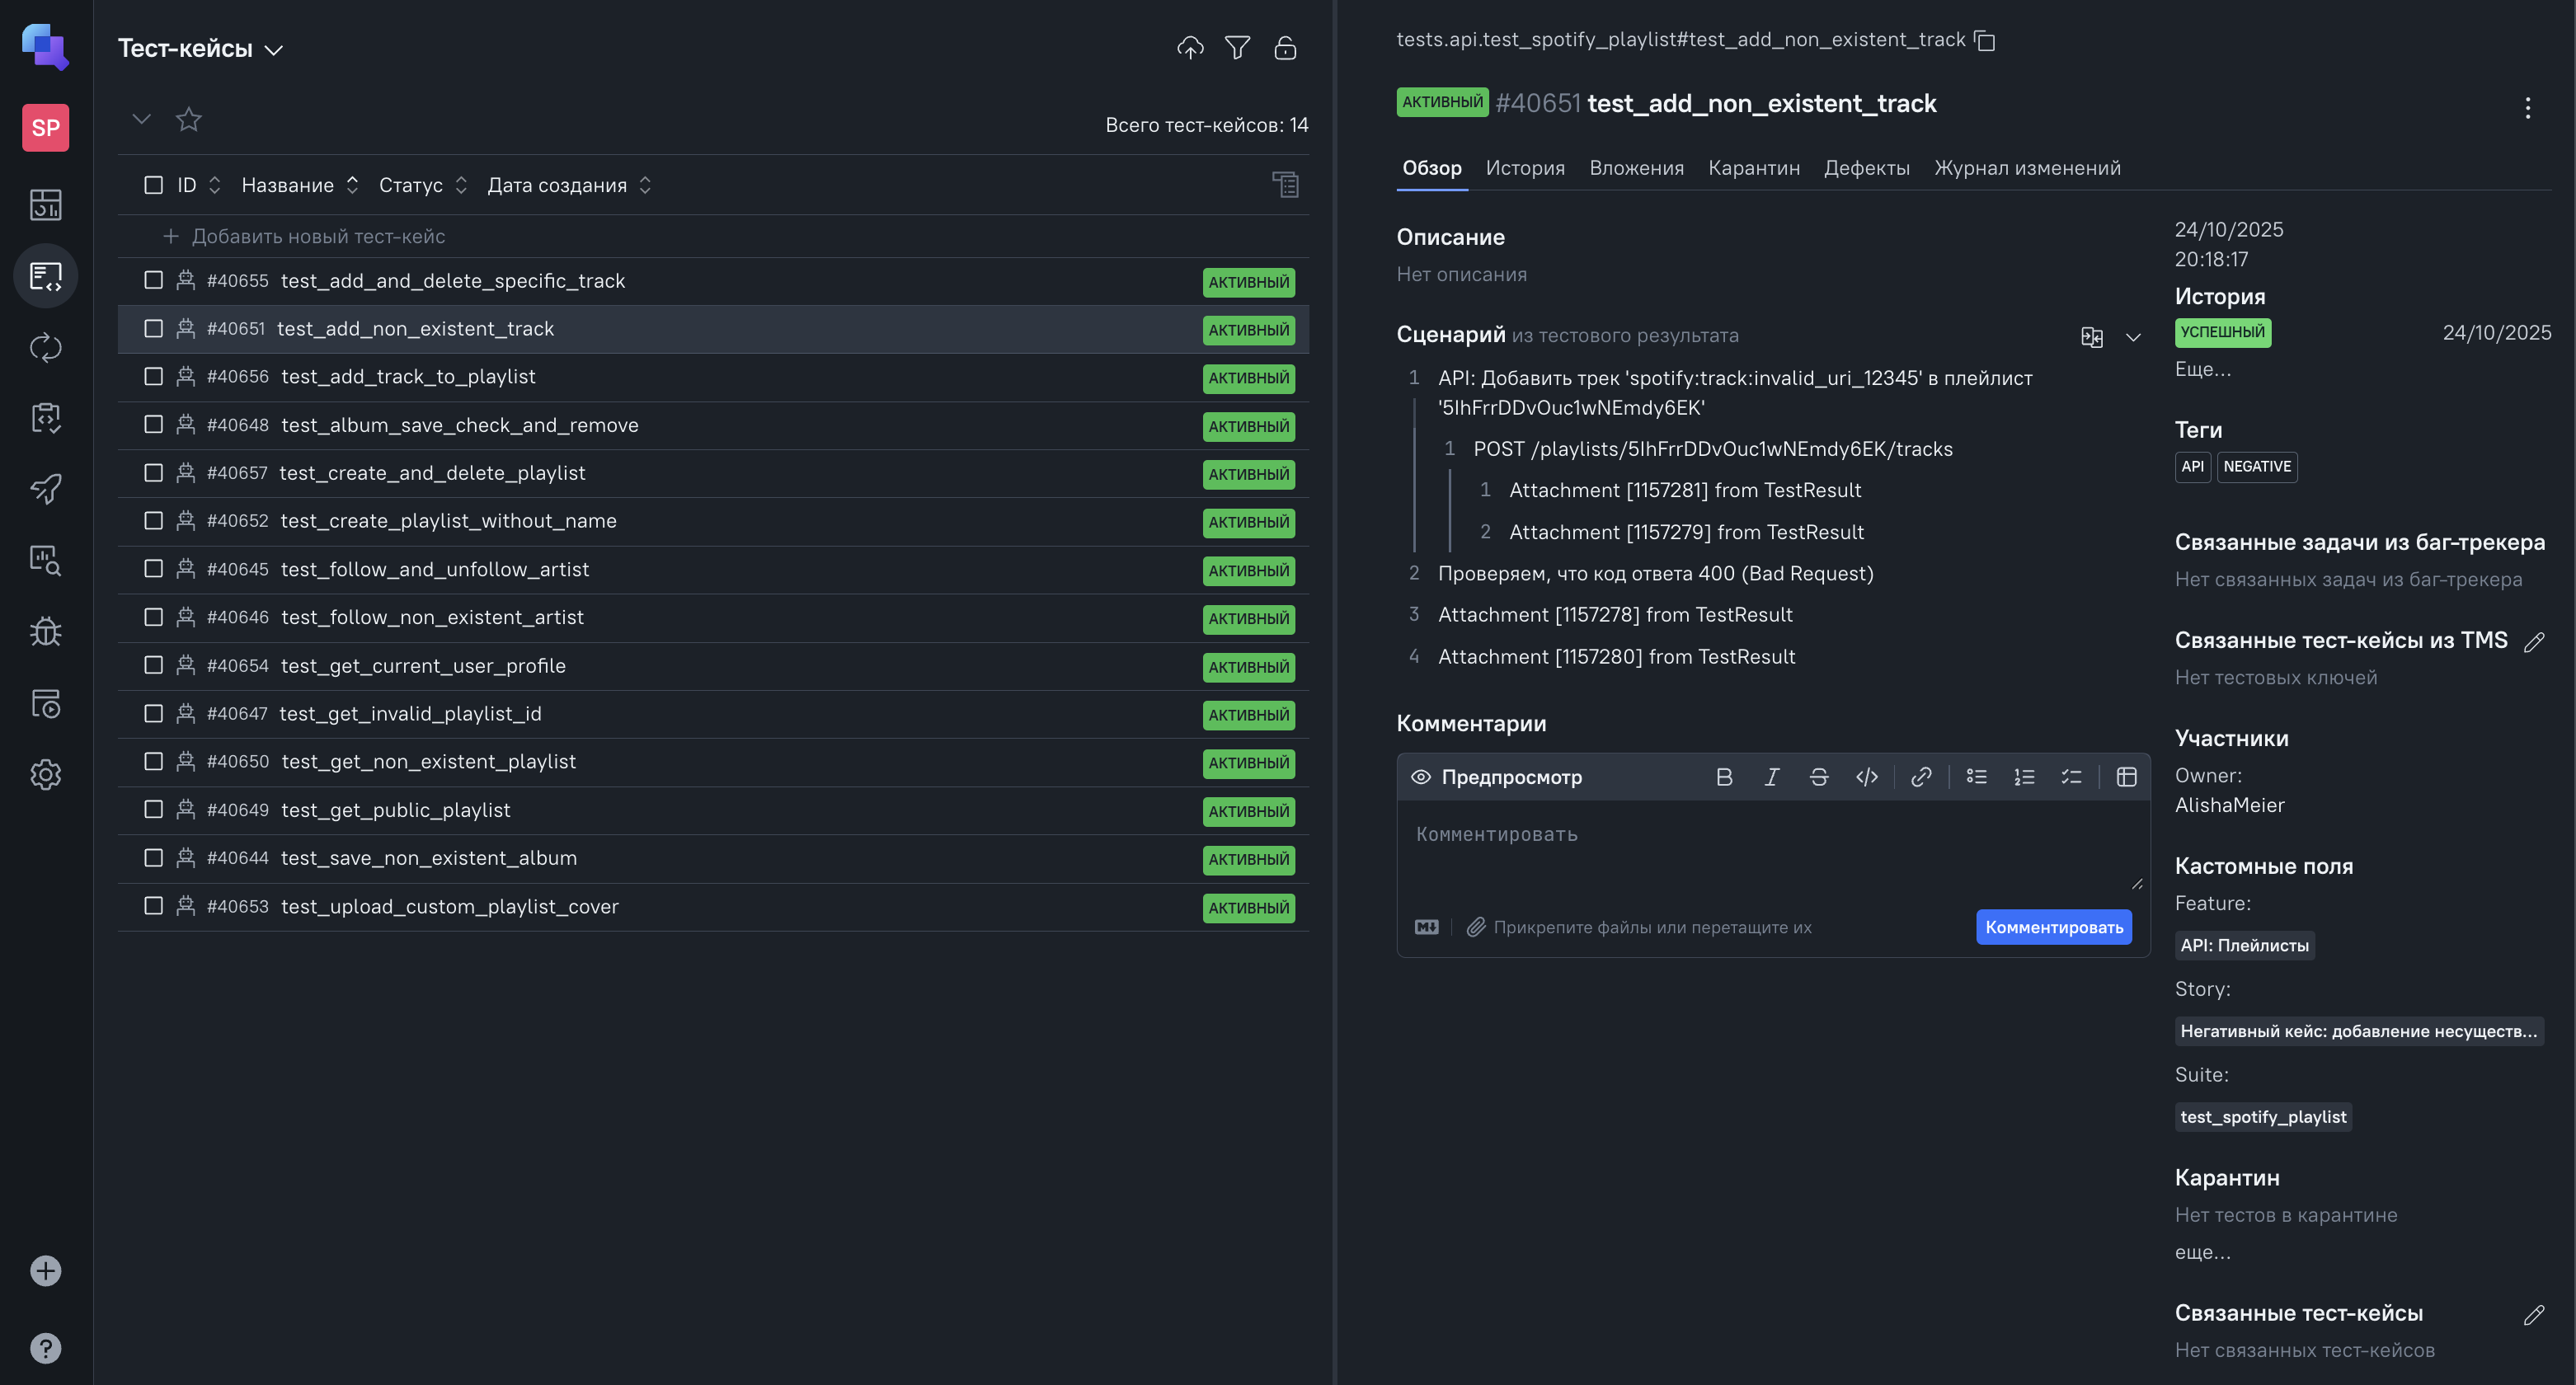 SP
Тест-кейсы
Всего тест-кейсов: 14
ID Название Статус Дата создания
Добавить новый тест-кейс
#40655 test_add_and_delete_specific_track АКТИВНЫЙ
#40651 test_add_non_existent_track АКТИВНЫЙ
#40656 test_add_track_to_playlist АКТИВНЫЙ
#40648 test_album_save_check_and_remove АКТИВНЫЙ
#40657 test_create_and_delete_playlist АКТИВНЫЙ
#40652 test_create_playlist_without_name АКТИВНЫЙ
#40645 test_follow_and_unfollow_artist АКТИВНЫЙ
#40646 test_follow_non_existent_artist АКТИВНЫЙ
#40654 test_get_current_user_profile АКТИВНЫЙ
#40647 test_get_invalid_playlist_id АКТИВНЫЙ
#40650 test_get_non_existent_playlist АКТИВНЫЙ
#40649 test_get_public_playlist АКТИВНЫЙ
#40644 test_save_non_existent_album АКТИВНЫЙ
#40653 test_upload_custom_playlist_cover АКТИВНЫЙ
tests.api.test_spotify_playlist#test_add_non_existent_track
АКТИВНЫЙ #40651 test_add_non_existent_track
Обзор История Вложения Карантин Дефекты Журнал изменений
Описание
Нет описания
Сценарий из тестового результата
1 API: Добавить трек 'spotify:track:invalid_uri_12345' в плейлист
'5IhFrrDDvOuc1wNEmdy6EK'
1 POST /playlists/5IhFrrDDvOuc1wNEmdy6EK/tracks
1 Attachment [1157281] from TestResult
2 Attachment [1157279] from TestResult
2 Проверяем, что код ответа 400 (Bad Request)
3 Attachment [1157278] from TestResult
4 Attachment [1157280] from TestResult
Комментарии
Предпросмотр
Комментировать
Прикрепите файлы или перетащите их
Комментировать
24/10/2025
20:18:17
История
УСПЕШНЫЙ 24/10/2025
Еще...
Теги
API NEGATIVE
Связанные задачи из баг-трекера
Нет связанных задач из баг-трекера
Связанные тест-кейсы из TMS
Нет тестовых ключей
Участники
Owner:
AlishaMeier
Кастомные поля
Feature:
API: Плейлисты
Story:
Негативный кейс: добавление несуществ...
Suite:
test_spotify_playlist
Карантин
Нет тестов в карантине
еще...
Связанные тест-кейсы
Нет связанных тест-кейсов